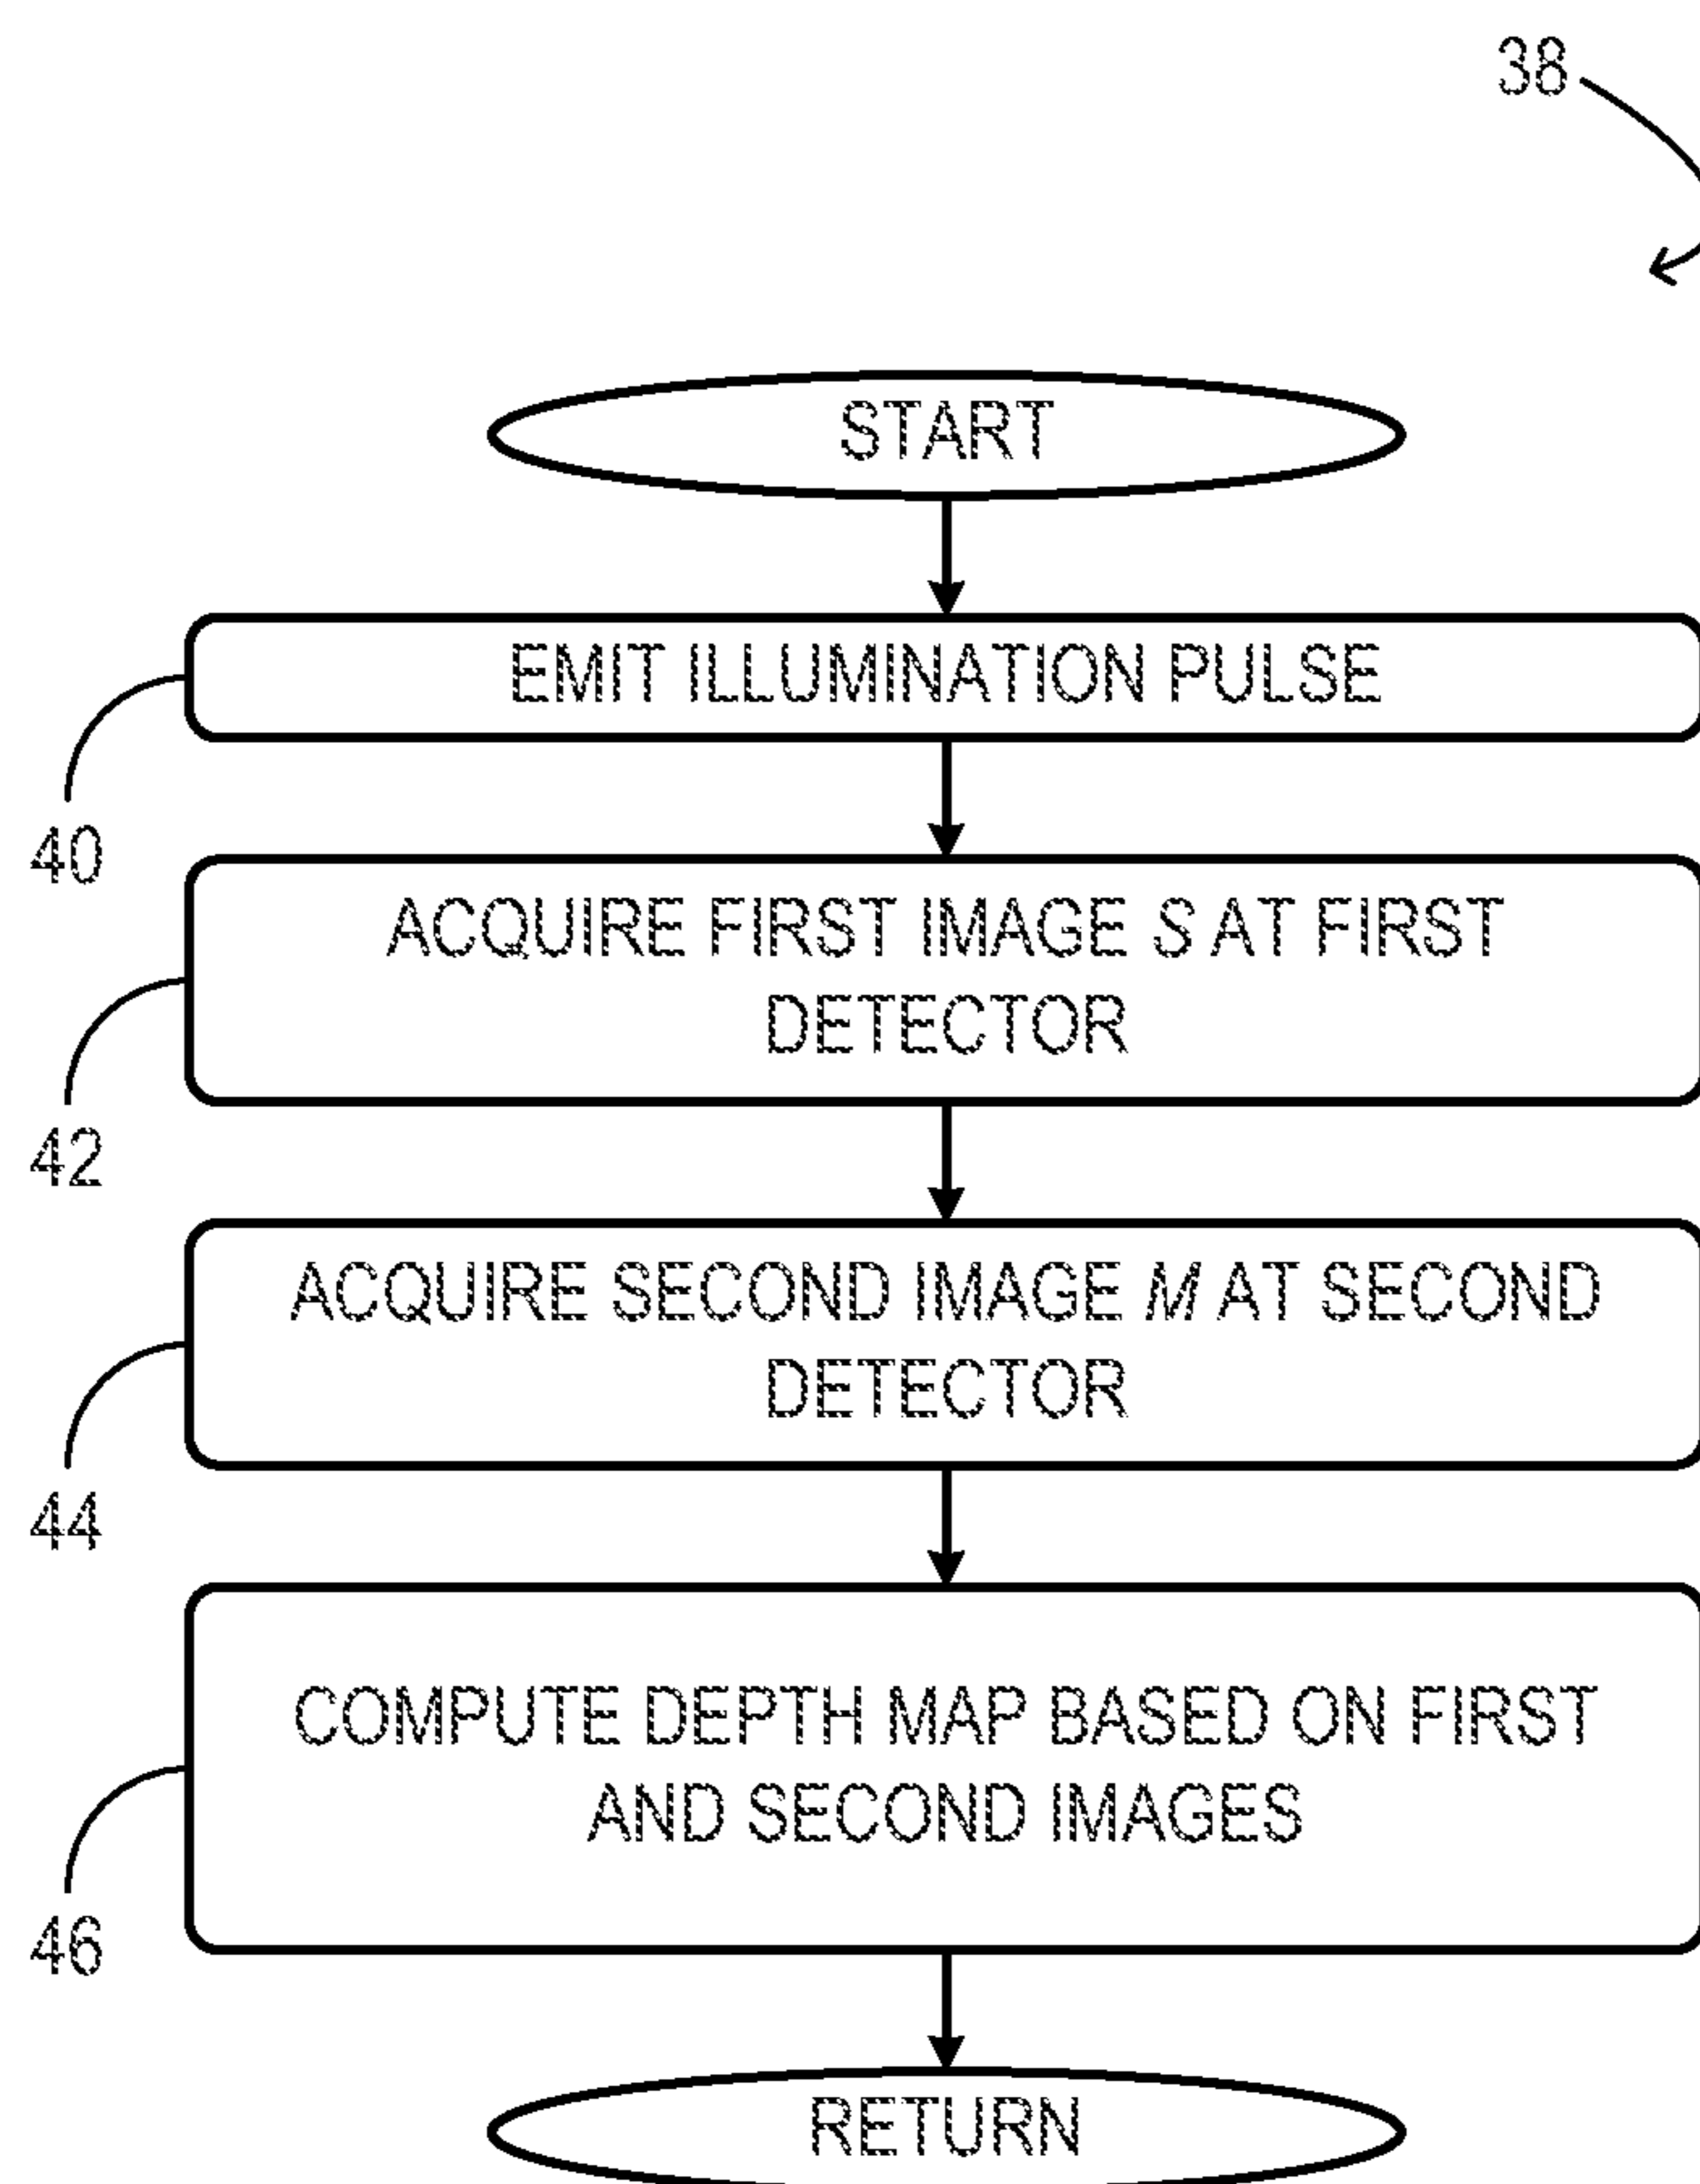 38
START
EMIT ILLUMINATION PULSE
40
ACQUIRE FIRST IMAGE S AT FIRST
DETECTOR
42
ACQUIRE SECOND IMAGE M AT SECOND
DETECTOR
44
COMPUTE DEPTH MAP BASED ON FIRST
AND SECOND IMAGES
46
RETURN